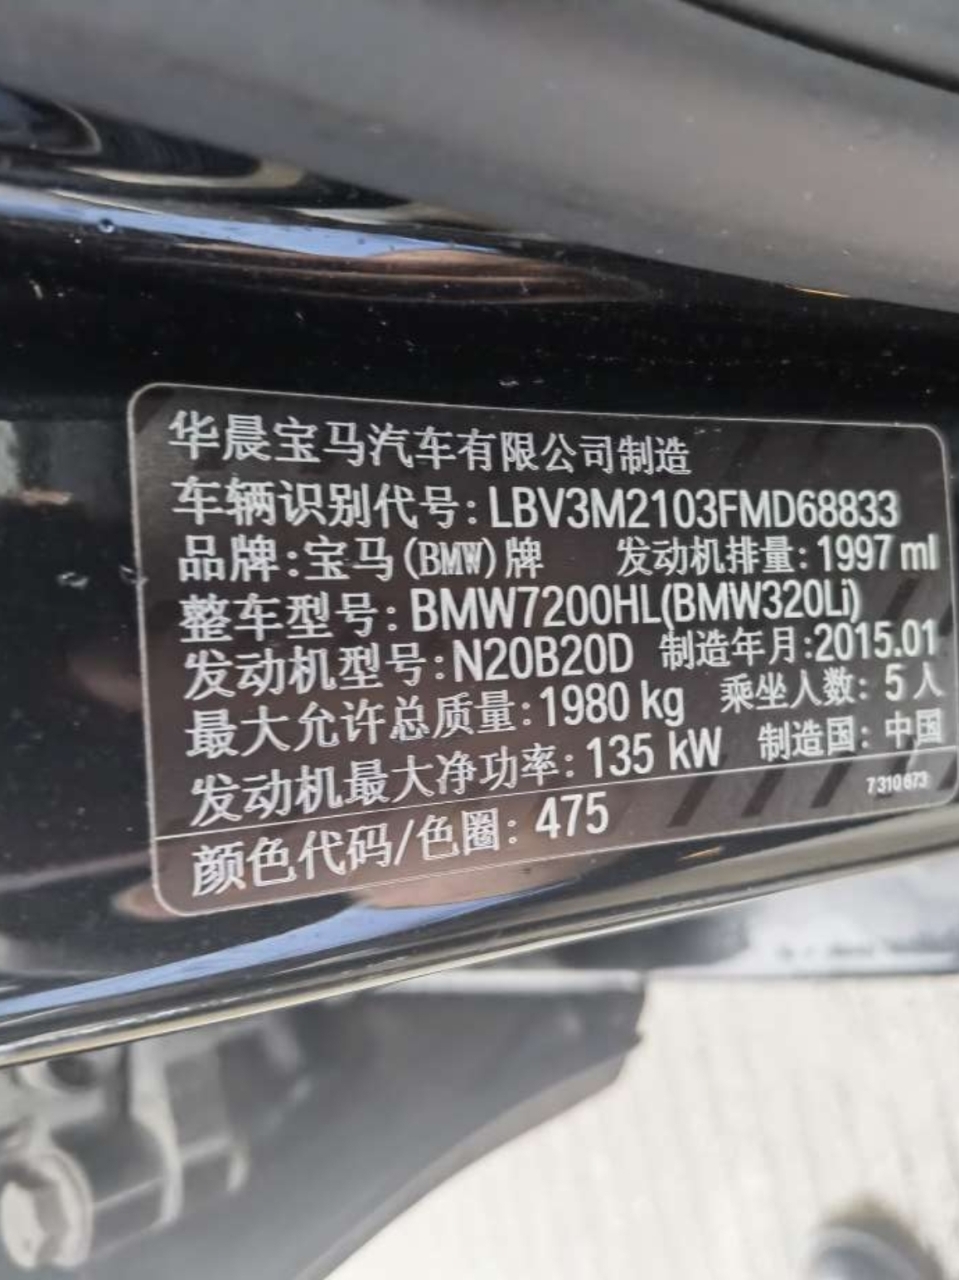 华晨宝马汽车有限公司制造
车辆识别代号: LBV3M2103FMD68833
品牌:宝马(BMW)牌 发动机排量: 1997 ml
整车型号: BMW7200HL(BMW320Li)
发动机型号: N20B20D 制造年月:2015.01
最大允许总质量: 1980 kg 乘坐人数: 5人
发动机最大净功率: 135 kW 制造国: 中国
7310673
颜色代码/色圈: 475